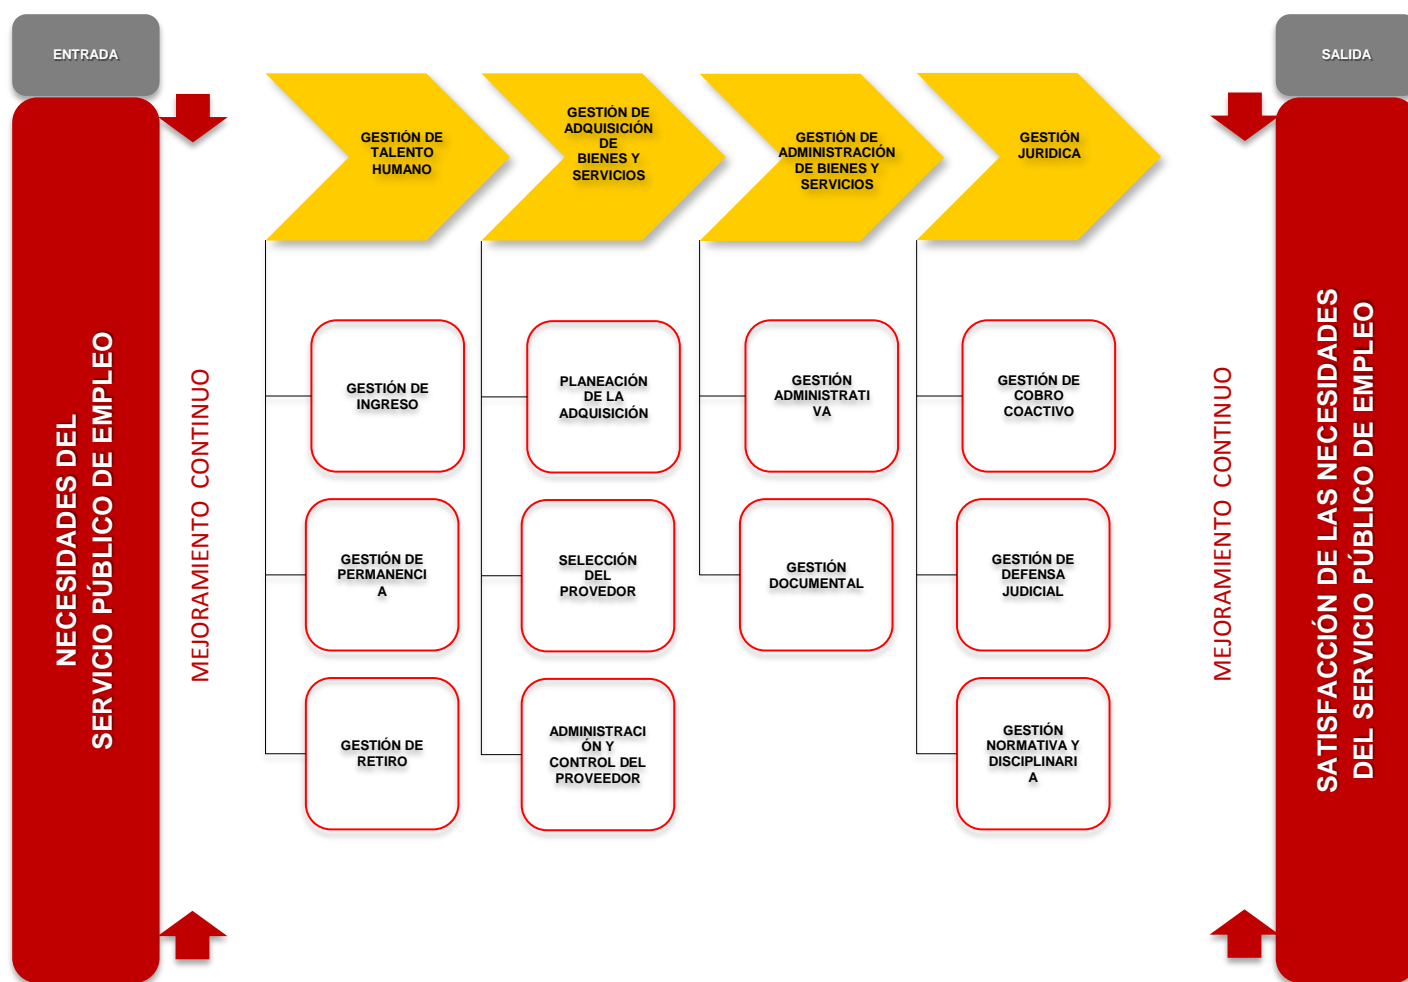 ENTRADA
SALIDA
NECESIDADES DEL
SERVICIO PÚBLICO DE EMPLEO
MEJORAMIENTO CONTINUO
GESTIÓN DE
TALENTO
HUMANO
GESTIÓN DE
ADQUISICIÓN
DE
BIENES Y
SERVICIOS
GESTIÓN DE
ADMINISTRACIÓN
DE BIENES Y
SERVICIOS
GESTIÓN
JURIDICA
GESTIÓN DE
INGRESO
PLANEACIÓN
DE LA
ADQUISICIÓN
GESTIÓN
ADMINISTRATI
VA
GESTIÓN DE
COBRO
COACTIVO
GESTIÓN DE
PERMANENCI
A
SELECCIÓN
DEL
PROVEDOR
GESTIÓN
DOCUMENTAL
GESTIÓN DE
DEFENSA
JUDICIAL
GESTIÓN DE
RETIRO
ADMINISTRACI
ÓN Y
CONTROL DEL
PROVEEDOR
GESTIÓN
NORMATIVA Y
DISCIPLINARI
A
MEJORAMIENTO CONTINUO
SATISFACCIÓN DE LAS NECESIDADES
DEL SERVICIO PÚBLICO DE EMPLEO